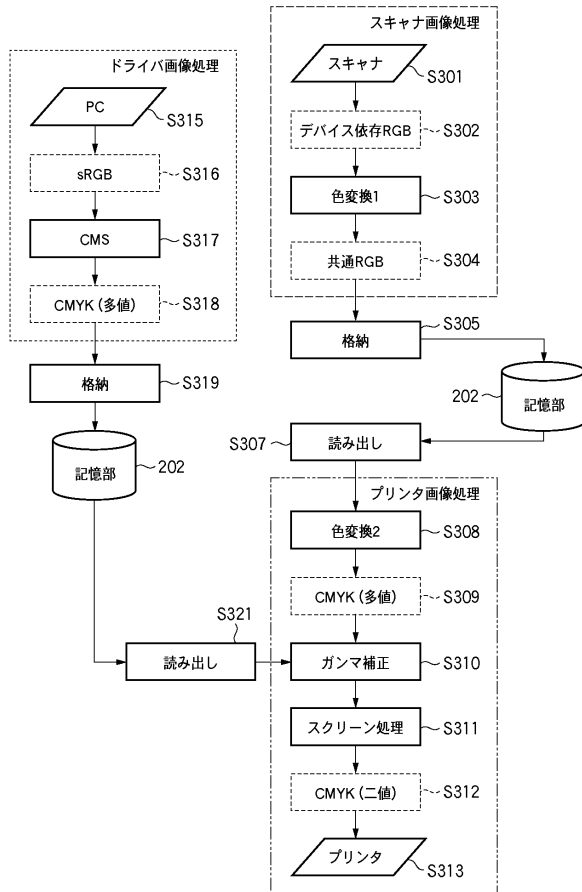 ドライバ画像処理
PC
S315
sRGB
S316
CMS
S317
CMYK(多値)
S318
格納
S319
記憶部
202
スキャナ画像処理
スキャナ
S301
デバイス依存RGB
S302
色変換1
S303
共通RGB
S304
格納
S305
202
記憶部
S307
読み出し
プリンタ画像処理
色変換2
S308
CMYK(多値)
S309
S321
読み出し
ガンマ補正
S310
スクリーン処理
S311
CMYK(二値)
S312
プリンタ
S313